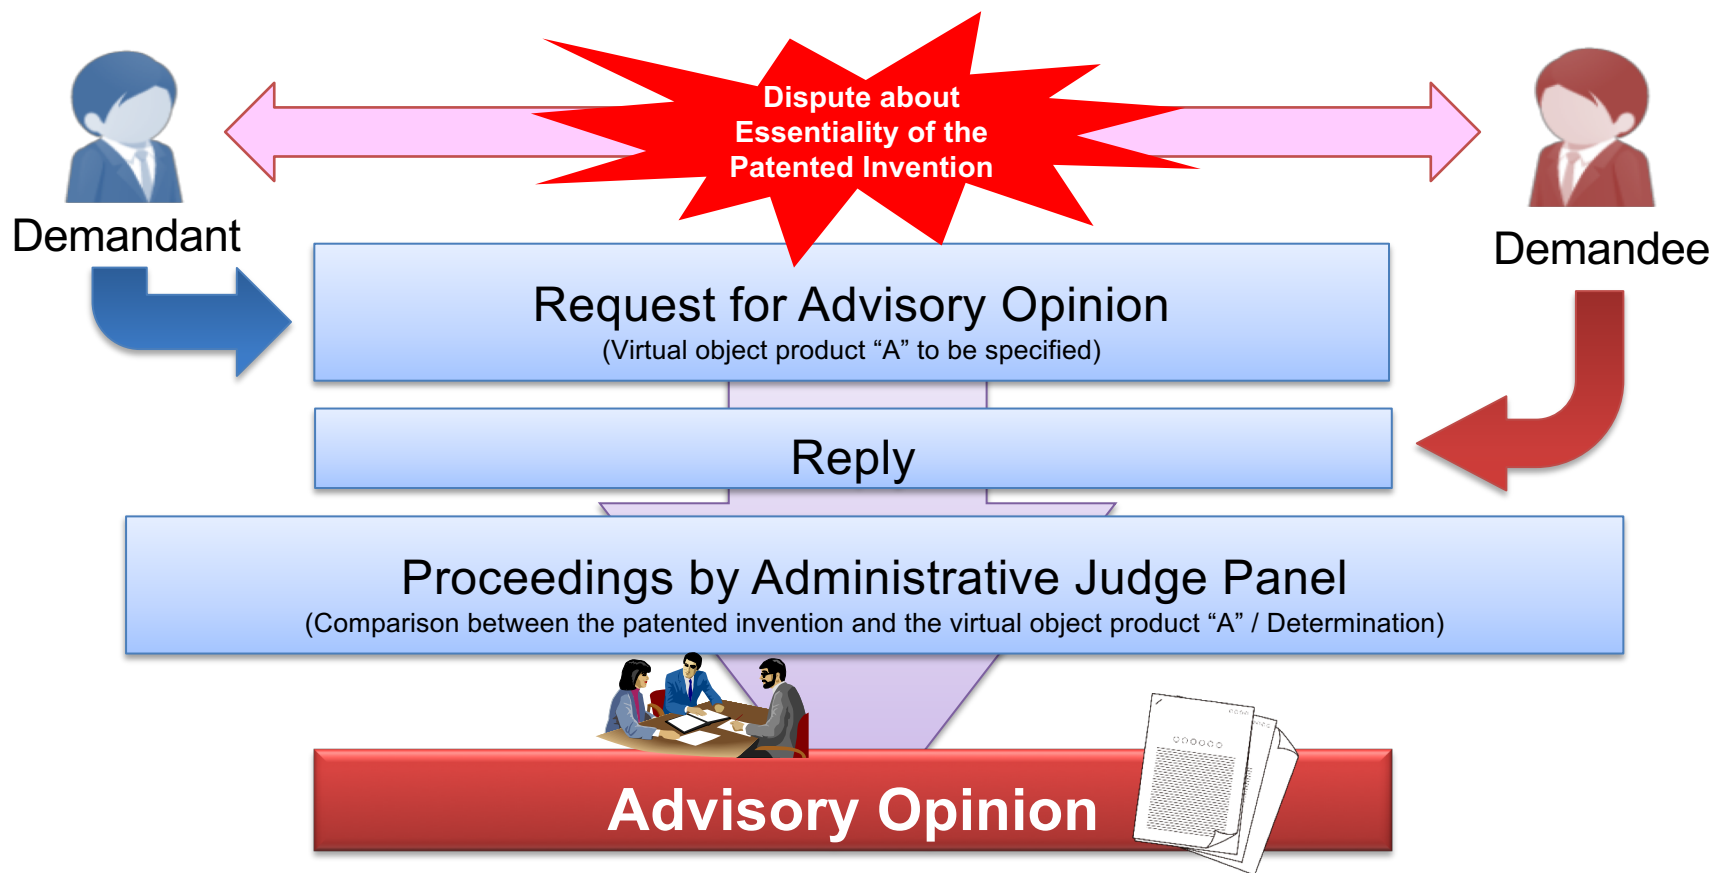 Dispute about
Essentiality of the
Patented Invention
Demandant
Demandee
Request for Advisory Opinion
(Virtual object product “A” to be specified)
Reply
Proceedings by Administrative Judge Panel
(Comparison between the patented invention and the virtual object product “A” / Determination)
Advisory Opinion